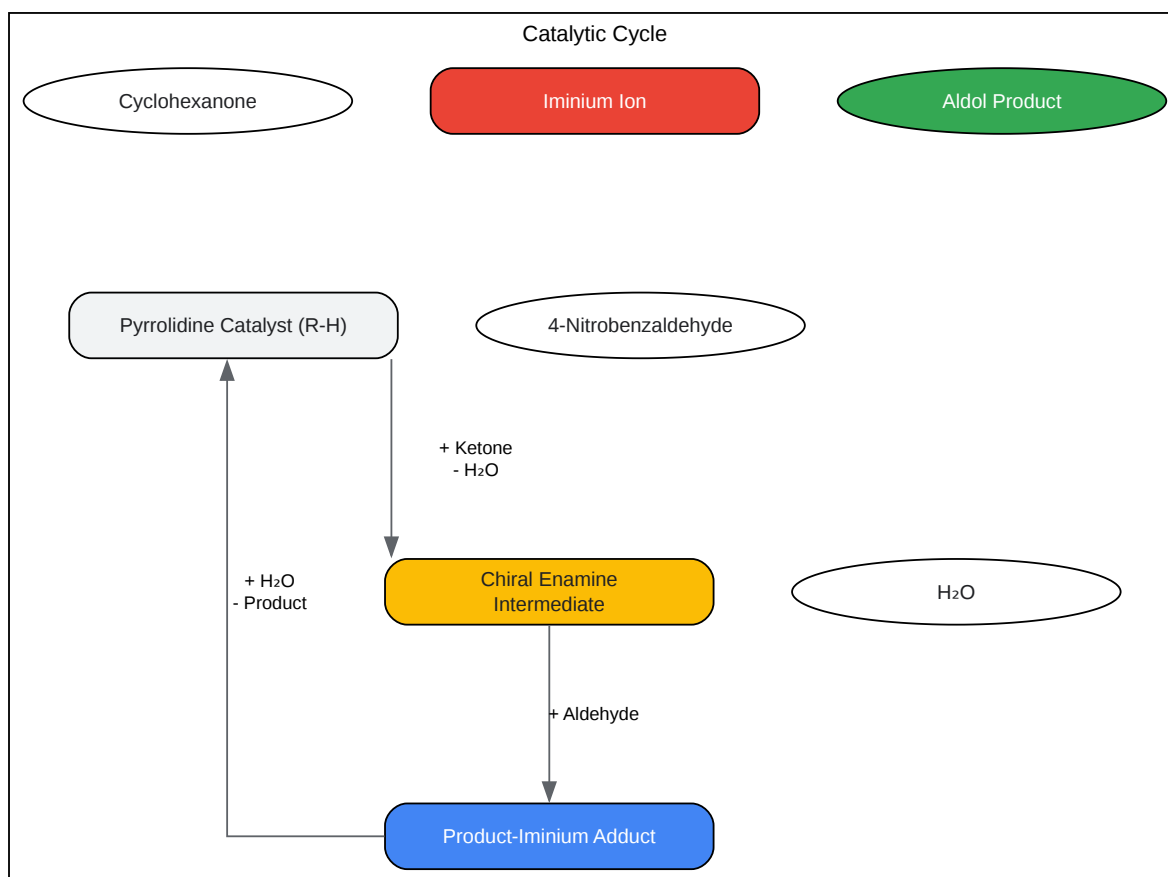 Catalytic Cycle
Cyclohexanone
Iminium Ion
Aldol Product
Pyrrolidine Catalyst (R-H)
4-Nitrobenzaldehyde
+ Ketone
- H₂O
+ H₂O
- Product
Chiral Enamine
Intermediate
H₂O
+ Aldehyde
Product-Iminium Adduct